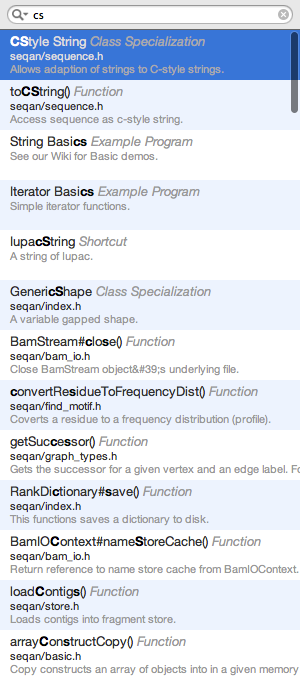 cs
CStyle String Class Specialization
seqan/sequence.h
Allows adaption of strings to C-style strings.
toCString() Function
seqan/sequence.h
Access sequence as c-style string.
String Basics Example Program
See our Wiki for Basic demos.
Iterator Basics Example Program
Simple iterator functions.
IupacString Shortcut
A string of Iupac.
GenericShape Class Specialization
seqan/index.h
A variable gapped shape.
BamStream#close() Function
seqan/bam_io.h
Close BamStream object&#39;s underlying file.
convertResidueToFrequencyDist() Function
seqan/find_motif.h
Coverts a residue to a frequency distribution (profile).
getSuccessor() Function
seqan/graph_types.h
Gets the successor for a given vertex and an edge label. Fo
RankDictionary#save() Function
seqan/index.h
This functions saves a dictionary to disk.
BamIOContext#nameStoreCache() Function
seqan/bam_io.h
Return reference to name store cache from BamIOContext.
loadContigs() Function
seqan/store.h
Loads contigs into fragment store.
arrayConstructCopy() Function
seqan/basic.h
Copy constructs an array of objects into in a given memory